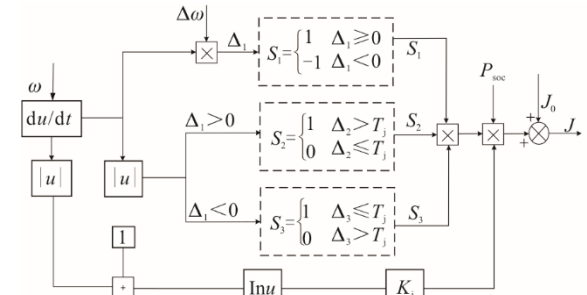 Δω
Δ₁
S₁={1 Δ₁≥0
−1 Δ₁<0
S₁
ω
du/dt
P_soc
J₀
J
Δ₁>0
S₂={1 Δ₂>T_j
0 Δ₂≤T_j
S₂
|u|
|u|
+
+
Δ₁<0
S₃={1 Δ₃≤T_j
0 Δ₃>T_j
S₃
1
+
Inu